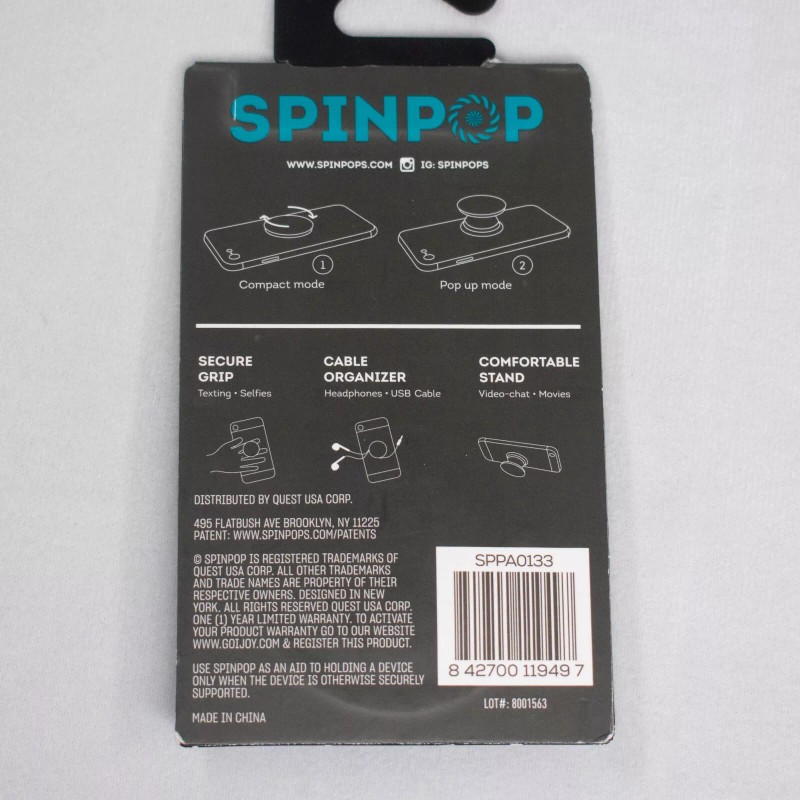 SPINPOP
WWW.SPINPOPS.COM IG: SPINPOPS
1
Compact mode
2
Pop up mode
SECURE
GRIP
Texting • Selfies
CABLE
ORGANIZER
Headphones • USB Cable
COMFORTABLE
STAND
Video-chat • Movies
DISTRIBUTED BY QUEST USA CORP.
495 FLATBUSH AVE BROOKLYN, NY 11225
PATENT: WWW.SPINPOPS.COM/PATENTS
© SPINPOP IS REGISTERED TRADEMARKS OF
QUEST USA CORP. ALL OTHER TRADEMARKS
AND TRADE NAMES ARE PROPERTY OF THEIR
RESPECTIVE OWNERS. DESIGNED IN NEW
YORK. ALL RIGHTS RESERVED QUEST USA CORP.
ONE (1) YEAR LIMITED WARRANTY. TO ACTIVATE
YOUR PRODUCT WARRANTY GO TO OUR WEBSITE
WWW.GOIJOY.COM & REGISTER THIS PRODUCT.
USE SPINPOP AS AN AID TO HOLDING A DEVICE
ONLY WHEN THE DEVICE IS OTHERWISE SECURELY
SUPPORTED.
MADE IN CHINA
SPPA0133
8 42700 11949 7
LOT#: 8001563